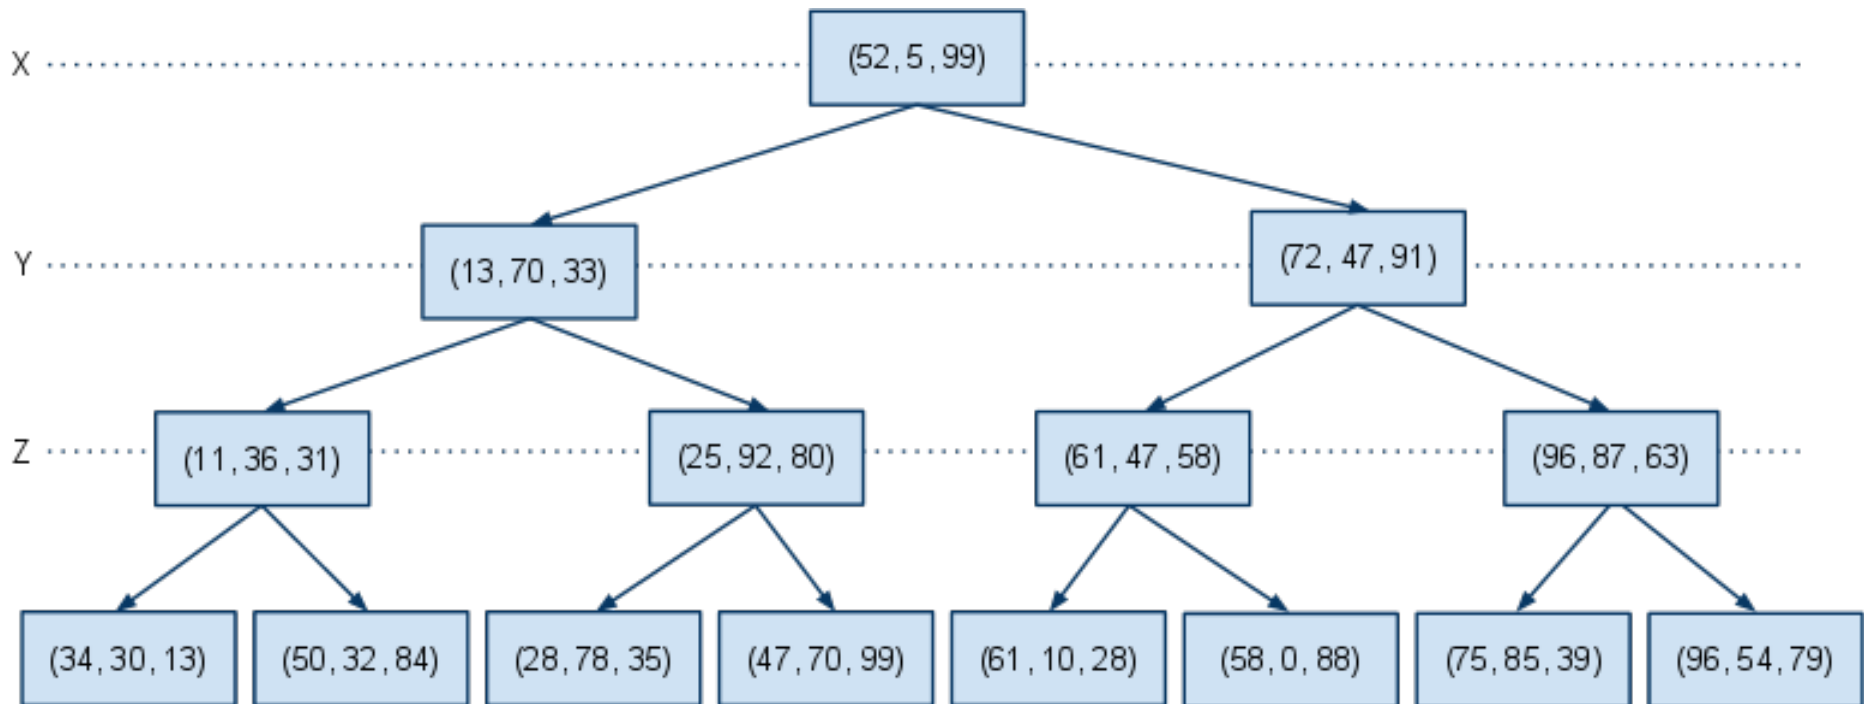 X (52, 5, 99)
Y (13, 70, 33) (72, 47, 91)
Z (11, 36, 31) (25, 92, 80) (61, 47, 58) (96, 87, 63)
(34, 30, 13) (50, 32, 84) (28, 78, 35) (47, 70, 99) (61, 10, 28) (58, 0, 88) (75, 85, 39) (96, 54, 79)